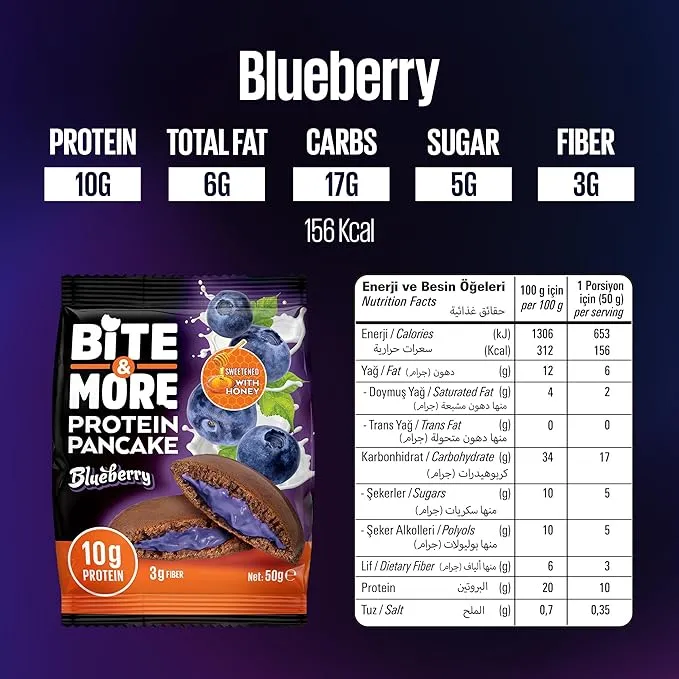 Blueberry
PROTEIN TOTAL FAT CARBS SUGAR FIBER
10G 6G 17G 5G 3G
156 Kcal
BiTE
&
MORE
PROTEIN
PANCAKE
Blueberry
SWEETENED
WITH
HONEY
10g
PROTEIN
3g FIBER
Net: 50g ℮
Enerji ve Besin Öğeleri 100 g için 1 Porsiyon
Nutrition Facts حقائق غذائية per 100 g için (50 g)
per serving
Enerji / Calories (kJ) 1306 653
سعرات حرارية (Kcal) 312 156
Yağ / Fat دهون (جرام) (g) 12 6
- Doymuş Yağ / Saturated Fat (g) 4 2
منها دهون مشبعة (جرام)
- Trans Yağ / Trans Fat (g) 0 0
منها دهون متحولة (جرام)
Karbonhidrat / Carbohydrate (g) 34 17
كربوهيدرات (جرام)
- Şekerler / Sugars (g) 10 5
منها سكريات (جرام)
- Şeker Alkolleri / Polyols (g) 10 5
منها بوليولات (جرام)
Lif / Dietary Fiber منها ألياف (جرام) (g) 6 3
Protein البروتين (g) 20 10
Tuz / Salt الملح (g) 0,7 0,35